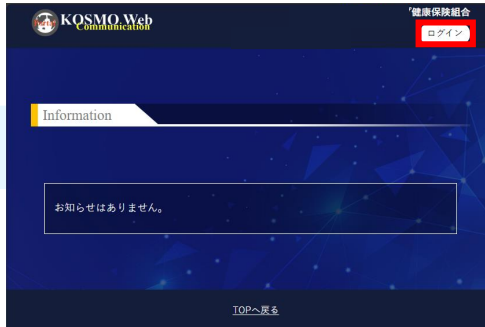 KOSMO Web
Communication
健康保険組合
ログイン
Information
お知らせはありません。
TOPへ戻る